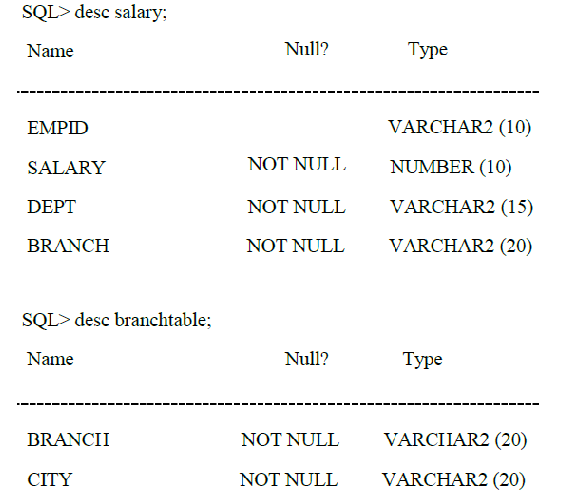 SQL> desc salary;
Name Null? Type
EMPID VARCHAR2 (10)
SALARY NOT NULL NUMBER (10)
DEPT NOT NULL VARCHAR2 (15)
BRANCH NOT NULL VARCHAR2 (20)
SQL> desc branchtable;
Name Null? Type
BRANCH NOT NULL VARCHAR2 (20)
CITY NOT NULL VARCHAR2 (20)